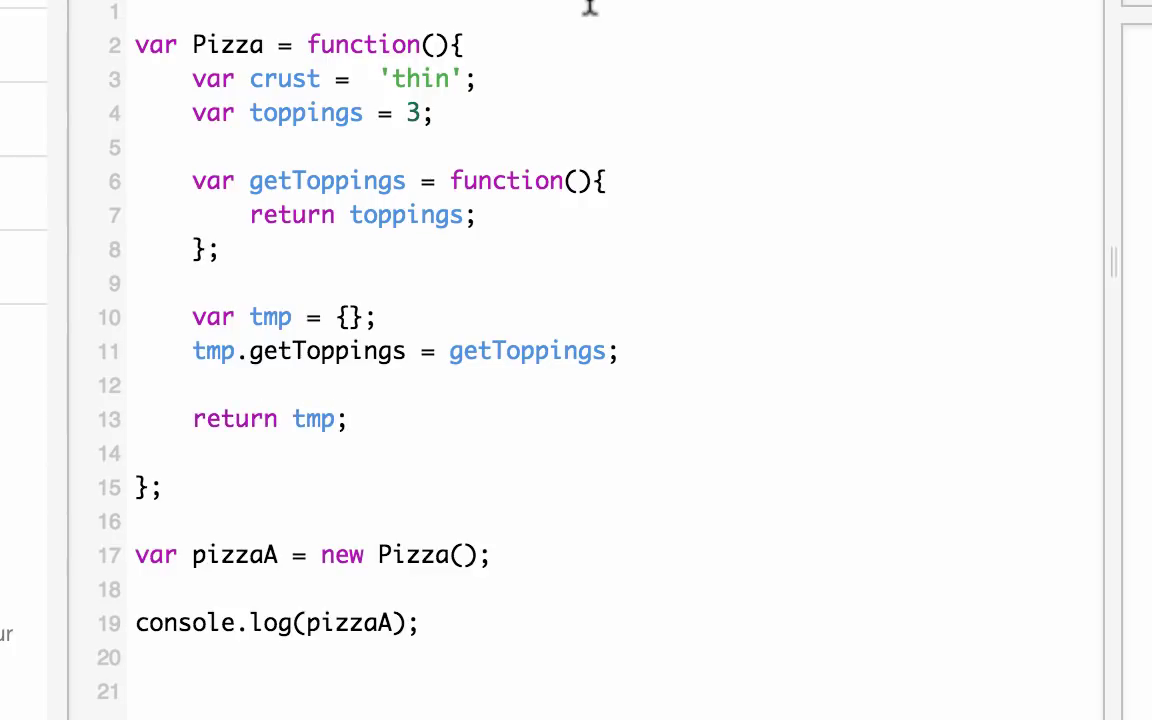 1
2 var Pizza = function(){
3     var crust =  'thin';
4     var toppings = 3;
5
6     var getToppings = function(){
7         return toppings;
8     };
9
10     var tmp = {};
11     tmp.getToppings = getToppings;
12
13     return tmp;
14
15 };
16
17 var pizzaA = new Pizza();
18
ur
19 console.log(pizzaA);
20
21